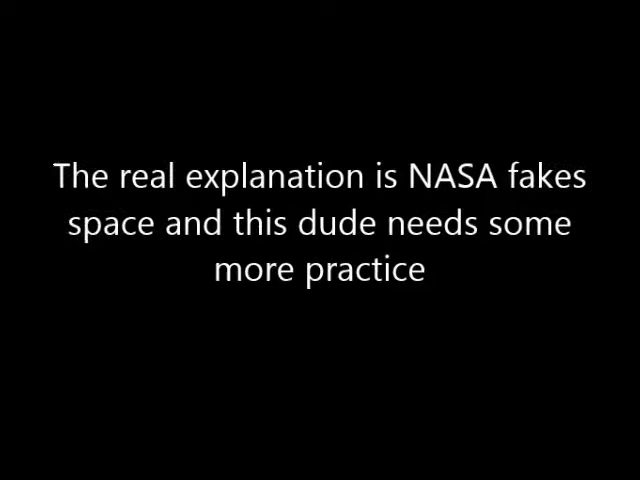 The real explanation is NASA fakes
space and this dude needs some
more practice